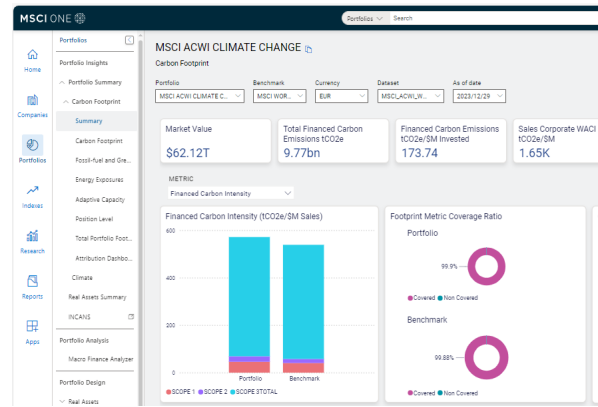 MSCI ONE
Portfolios
Search
Home
Companies
Portfolios
Indexes
Research
Reports
Apps
Portfolios
Portfolio Insights
Portfolio Summary
Carbon Footprint
Summary
Carbon Footprint
Fossil-fuel and Gre...
Energy Exposures
Adaptive Capacity
Position Level
Total Portfolio Foot...
Attribution Dashbo...
Climate
Real Assets Summary
INCANS
Portfolio Analysis
Macro Finance Analyzer
Portfolio Design
Real Assets
MSCI ACWI CLIMATE CHANGE
Carbon Footprint
Portfolio Benchmark Currency Dataset As of date
MSCI ACWI CLIMATE C... MSCI WOR... EUR MSCI_ACWI_W... 2023/12/29
Market Value
$62.12T
Total Financed Carbon
Emissions tCO2e
9.77bn
Financed Carbon Emissions
tCO2e/$M Invested
173.74
Sales Corporate WACI
tCO2/$M
1.65K
METRIC
Financed Carbon Intensity
Financed Carbon Intensity (tCO2e/$M Sales)
600
400
200
0
Portfolio Benchmark
SCOPE 1 SCOPE 2 SCOPE 3TOTAL
Footprint Metric Coverage Ratio
Portfolio
99.9%
Covered Non Covered
Benchmark
99.88%
Covered Non Covered